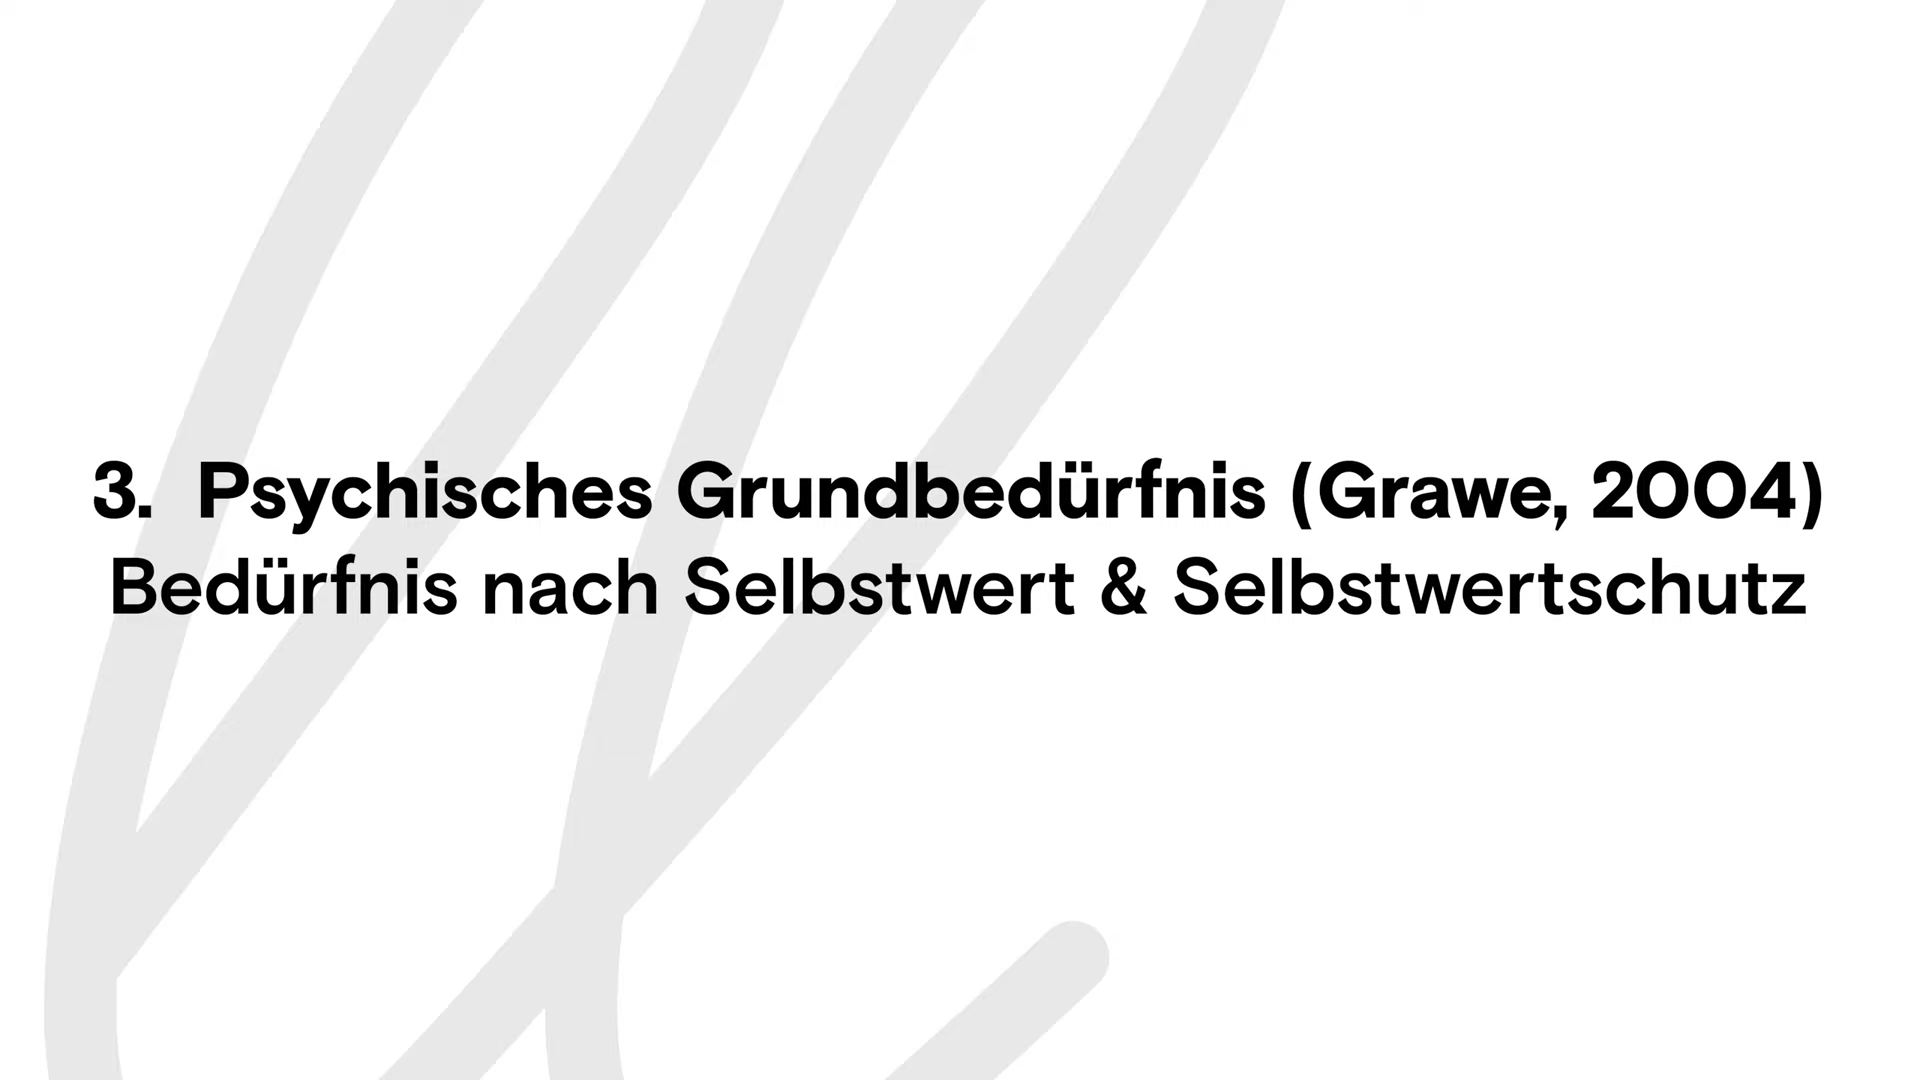 3. Psychisches Grundbedürfnis (Grawe, 2004)
Bedürfnis nach Selbstwert & Selbstwertschutz